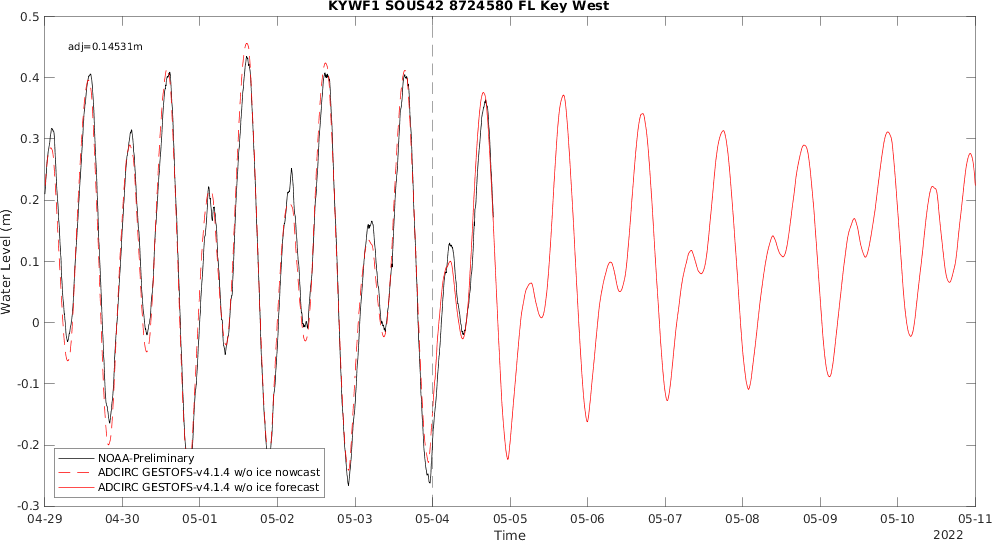 KYWF1 SOUS42 8724580 FL Key West
0.5
adj=0.14531m
0.4
0.3
0.2
0.1
0
-0.1
-0.2
-0.3
Water Level (m)
NOAA-Preliminary
ADCIRC GESTOFS-v4.1.4 w/o ice nowcast
ADCIRC GESTOFS-v4.1.4 w/o ice forecast
04-29 04-30 05-01 05-02 05-03 05-04 05-05 05-06 05-07 05-08 05-09 05-10 05-11
Time
2022